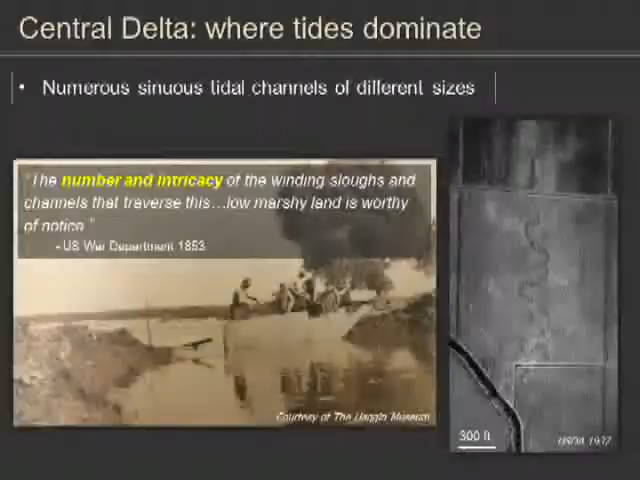 Central Delta: where tides dominate
• Numerous sinuous tidal channels of different sizes
"The number and intricacy of the winding sloughs and
channels that traverse this...low marshy land is worthy
of notice."
- US War Department 1853
Courtesy of The Haggin Museum
300 ft
USDA 1937